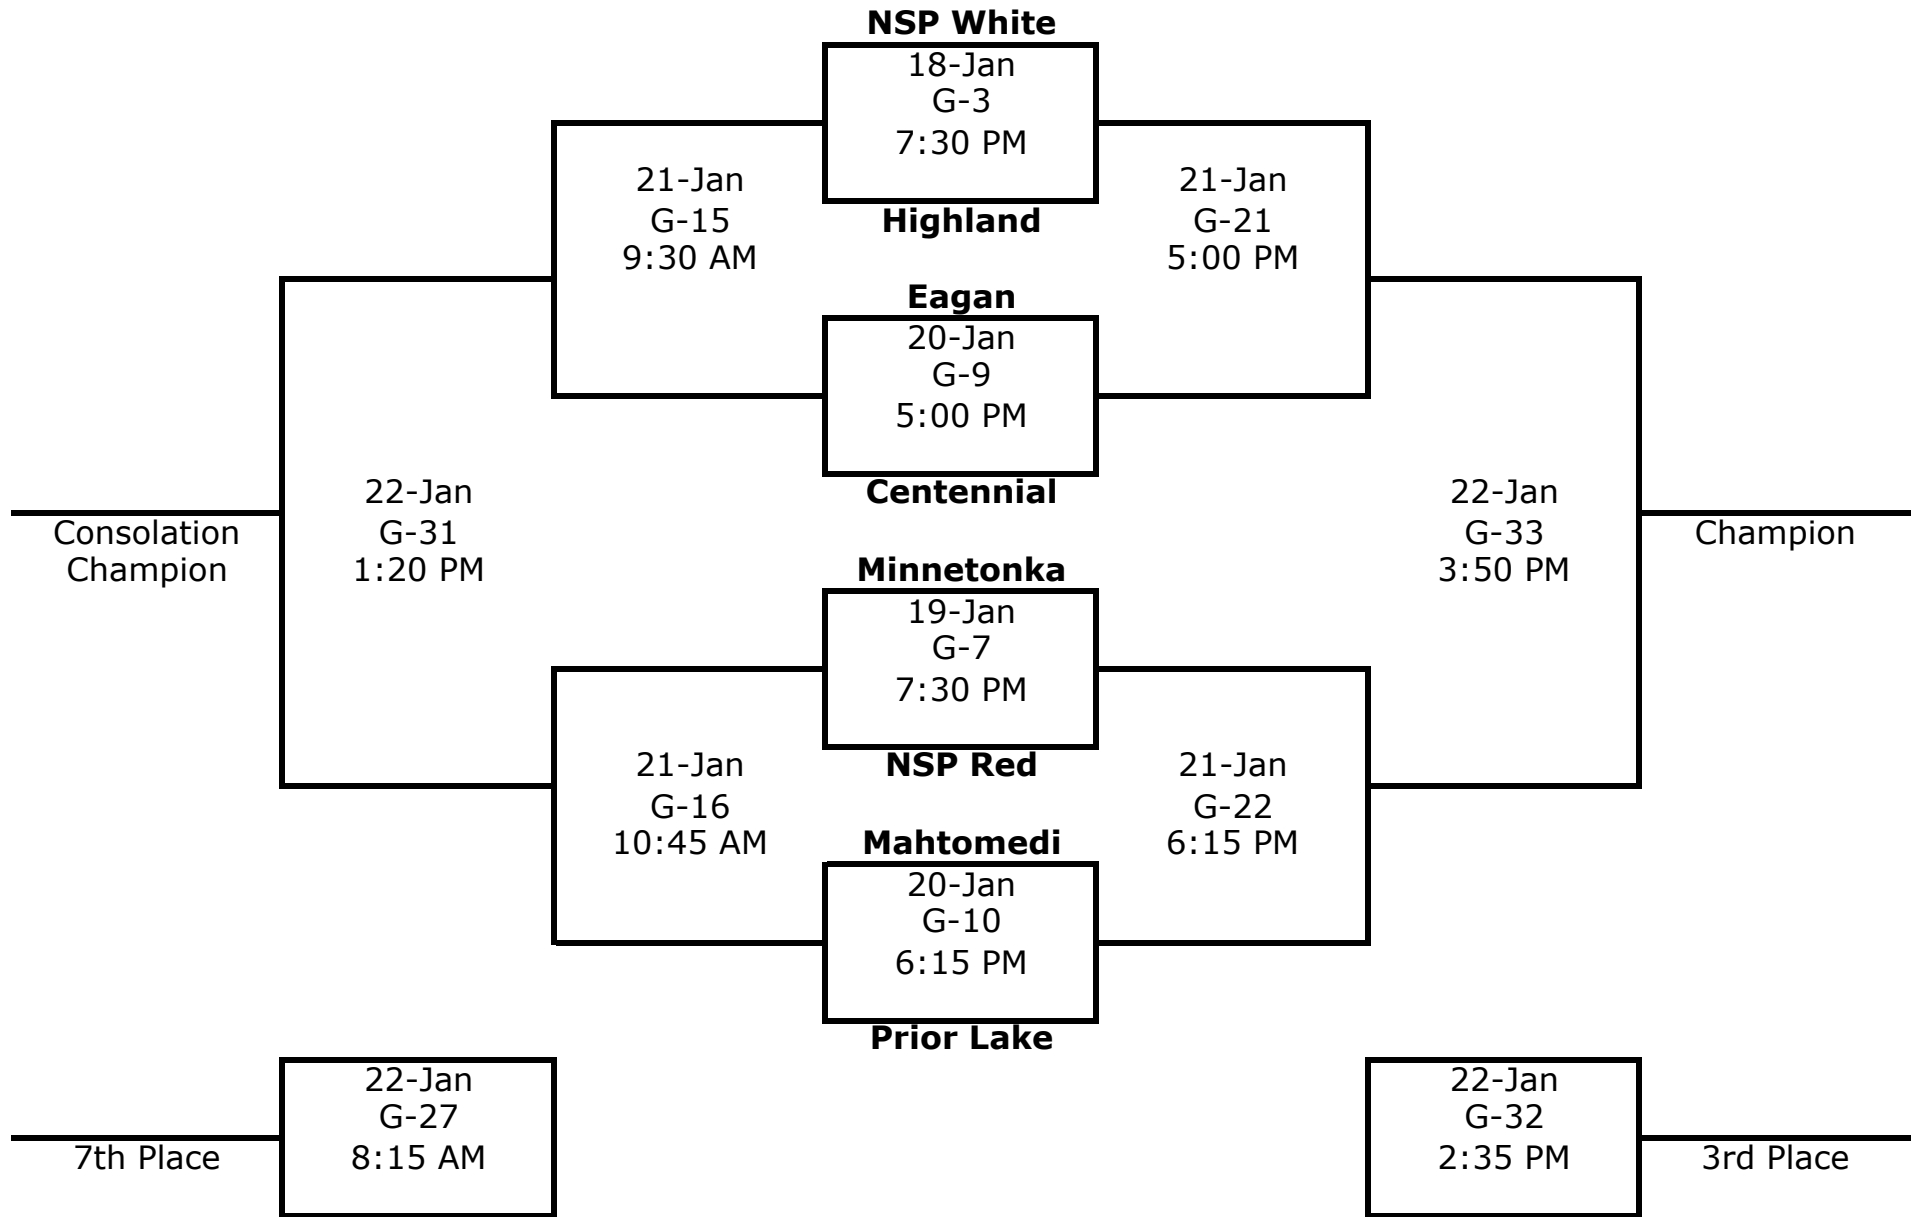 NSP White
18-Jan
G-3
7:30 PM
Highland
21-Jan
G-15
9:30 AM
21-Jan
G-21
5:00 PM
Eagan
20-Jan
G-9
5:00 PM
Centennial
22-Jan
G-31
1:20 PM
Consolation
Champion
22-Jan
G-33
3:50 PM
Champion
Minnetonka
19-Jan
G-7
7:30 PM
NSP Red
21-Jan
G-16
10:45 AM
21-Jan
G-22
6:15 PM
Mahtomedi
20-Jan
G-10
6:15 PM
Prior Lake
22-Jan
G-27
8:15 AM
7th Place
22-Jan
G-32
2:35 PM
3rd Place